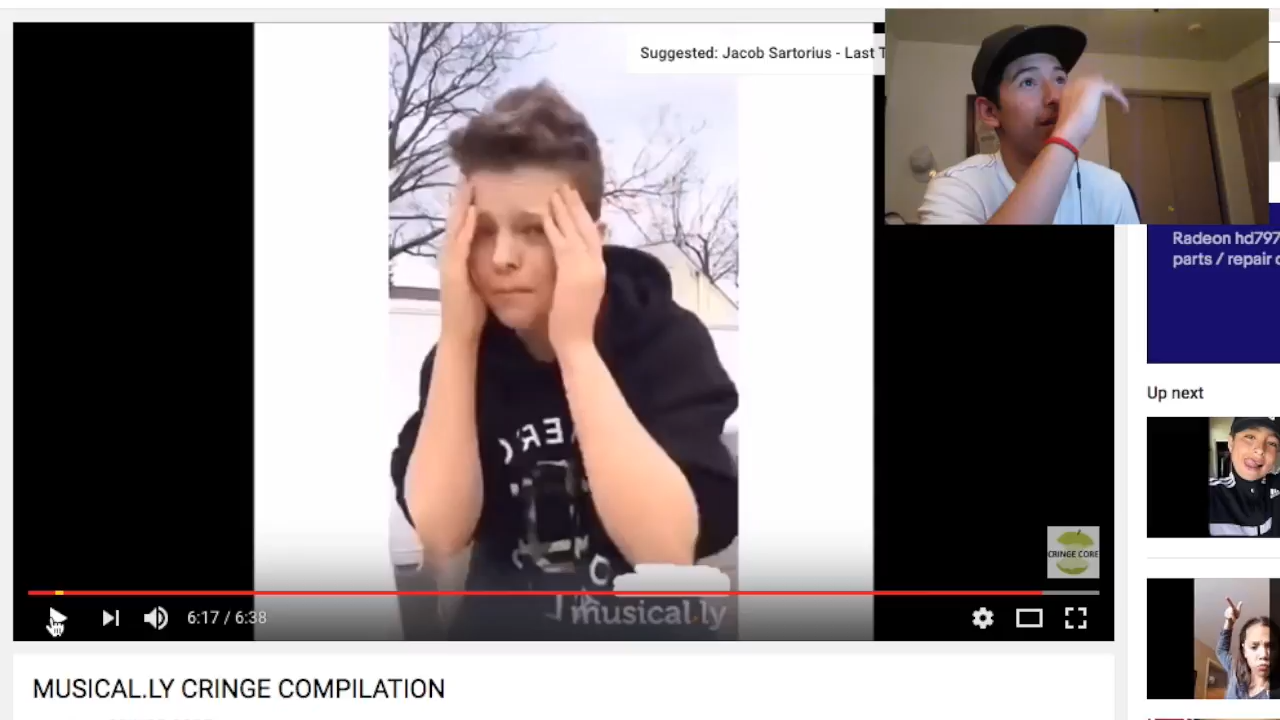 Suggested: Jacob Sartorius - Last T
Radeon hd797
parts / repair
Up next
CRINGE CORE
musical.ly
6:17 / 6:38
MUSICAL.LY CRINGE COMPILATION